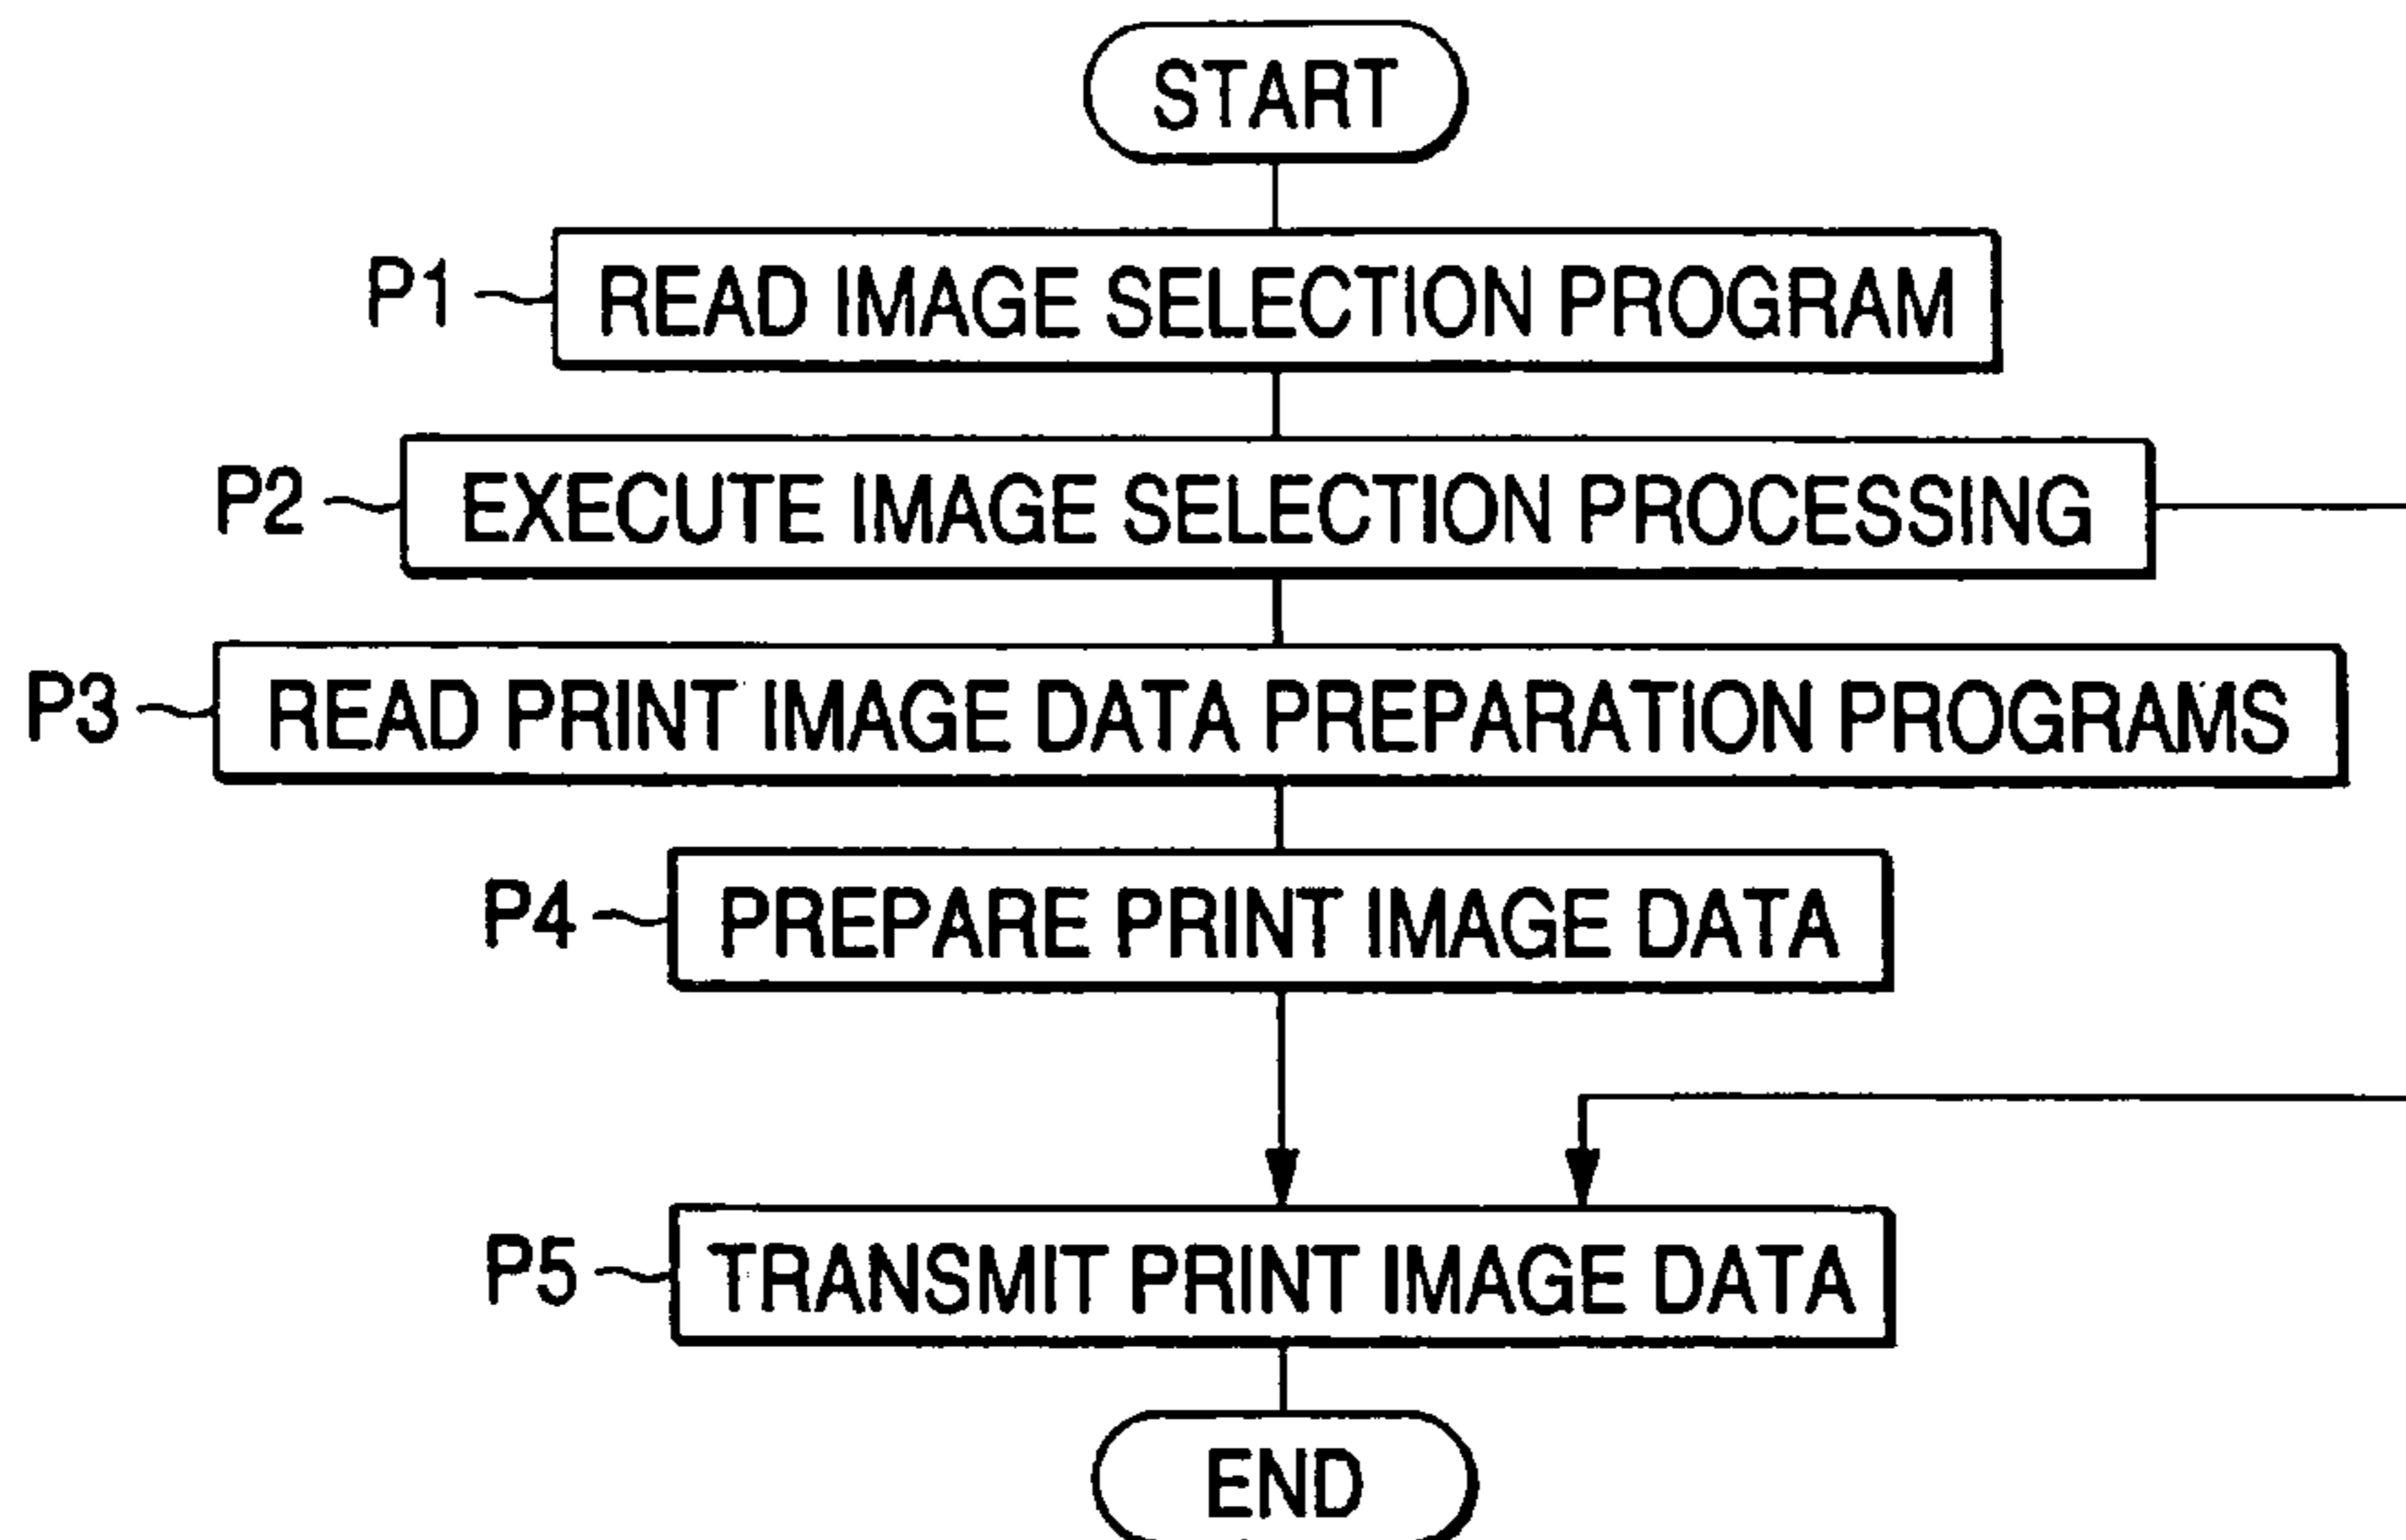 START
P1 READ IMAGE SELECTION PROGRAM
P2 EXECUTE IMAGE SELECTION PROCESSING
P3 READ PRINT IMAGE DATA PREPARATION PROGRAMS
P4 PREPARE PRINT IMAGE DATA
P5 TRANSMIT PRINT IMAGE DATA
END